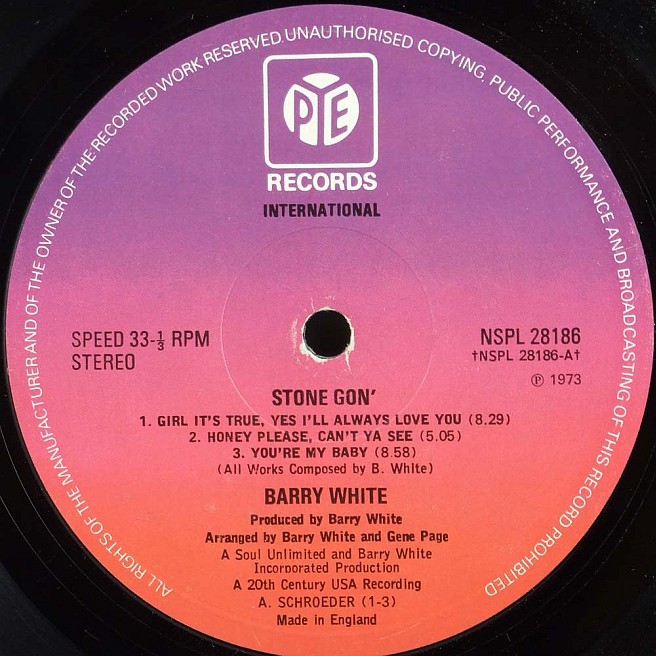 ALL RIGHTS OF THE MANUFACTURER AND OF THE OWNER OF THE RECORDED WORK RESERVED. UNAUTHORISED COPYING, PUBLIC PERFORMANCE AND BROADCASTING OF THIS RECORD PROHIBITED
PYE
RECORDS
INTERNATIONAL
SPEED 33-⅓ RPM
STEREO
NSPL 28186
†NSPL 28186-A†
℗ 1973
STONE GON'
1. GIRL IT'S TRUE, YES I'LL ALWAYS LOVE YOU (8.29)
2. HONEY PLEASE, CAN'T YA SEE (5.05)
3. YOU'RE MY BABY (8.58)
(All Works Composed by B. White)
BARRY WHITE
Produced by Barry White
Arranged by Barry White and Gene Page
A Soul Unlimited and Barry White
Incorporated Production
A 20th Century USA Recording
A. SCHROEDER (1-3)
Made in England